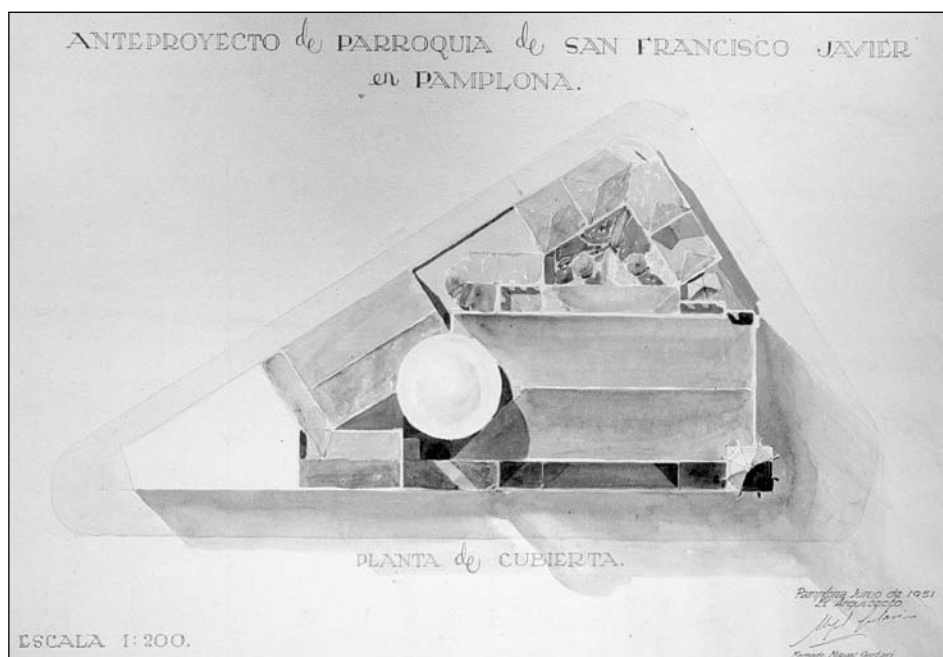 ANTEPROYECTO de PARROQUIA de SAN FRANCISCO JAVIER
en PAMPLONA.
PLANTA de CUBIERTA.
Pamplona Junio de 1951
El Arquitecto
ESCALA 1:200.